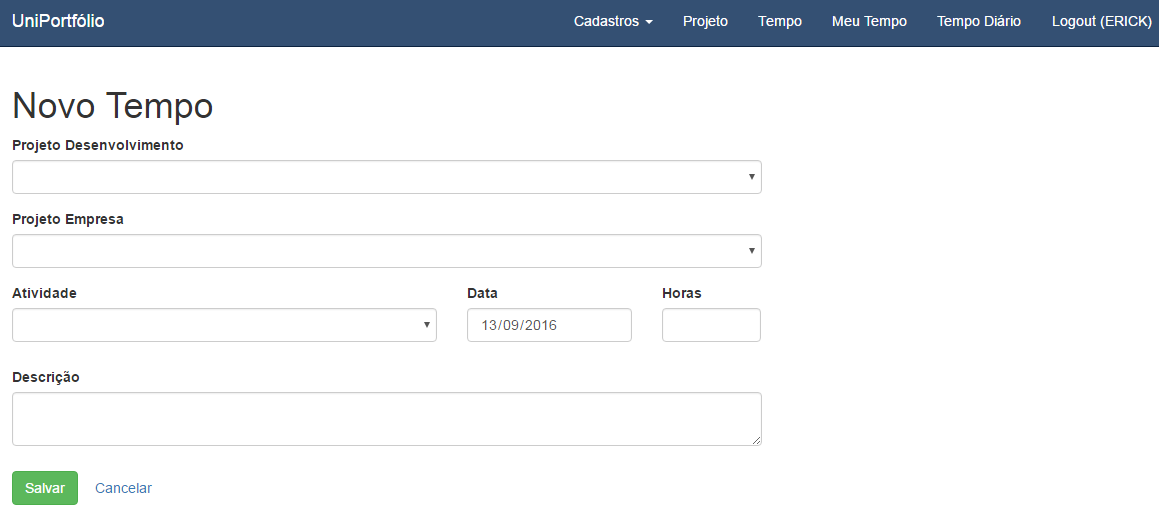 UniPortfólio Cadastros Projeto Tempo Meu Tempo Tempo Diário Logout (ERICK)
Novo Tempo
Projeto Desenvolvimento
Projeto Empresa
Atividade Data Horas
13/09/2016
Descrição
Salvar Cancelar